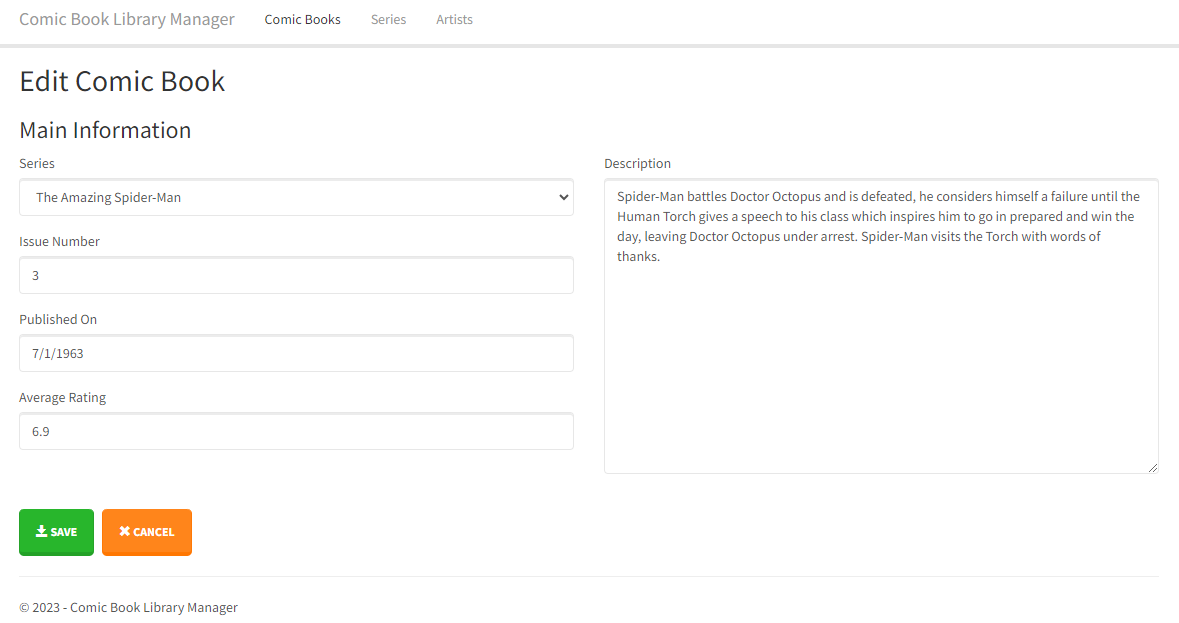 Comic Book Library Manager Comic Books Series Artists
Edit Comic Book
Main Information
Series
The Amazing Spider-Man
Issue Number
3
Published On
7/1/1963
Average Rating
6.9
Description
Spider-Man battles Doctor Octopus and is defeated, he considers himself a failure until the
Human Torch gives a speech to his class which inspires him to go in prepared and win the
day, leaving Doctor Octopus under arrest. Spider-Man visits the Torch with words of
thanks.
SAVE CANCEL
© 2023 - Comic Book Library Manager